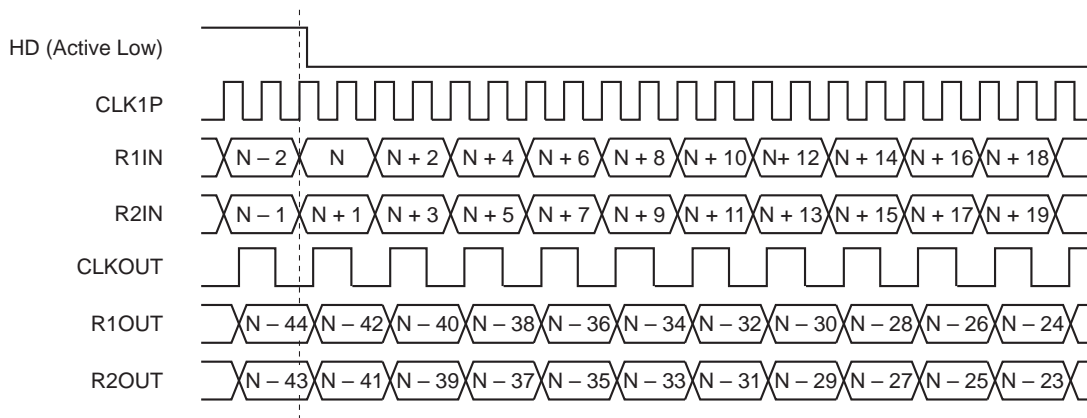 HD (Active Low)
CLK1P
R1IN N – 2 N N + 2 N + 4 N + 6 N + 8 N + 10 N+ 12 N + 14 N + 16 N + 18
R2IN N – 1 N + 1 N + 3 N + 5 N + 7 N + 9 N + 11 N + 13 N + 15 N + 17 N + 19
CLKOUT
R1OUT N – 44 N – 42 N – 40 N – 38 N – 36 N – 34 N – 32 N – 30 N – 28 N – 26 N – 24
R2OUT N – 43 N – 41 N – 39 N – 37 N – 35 N – 33 N – 31 N – 29 N – 27 N – 25 N – 23